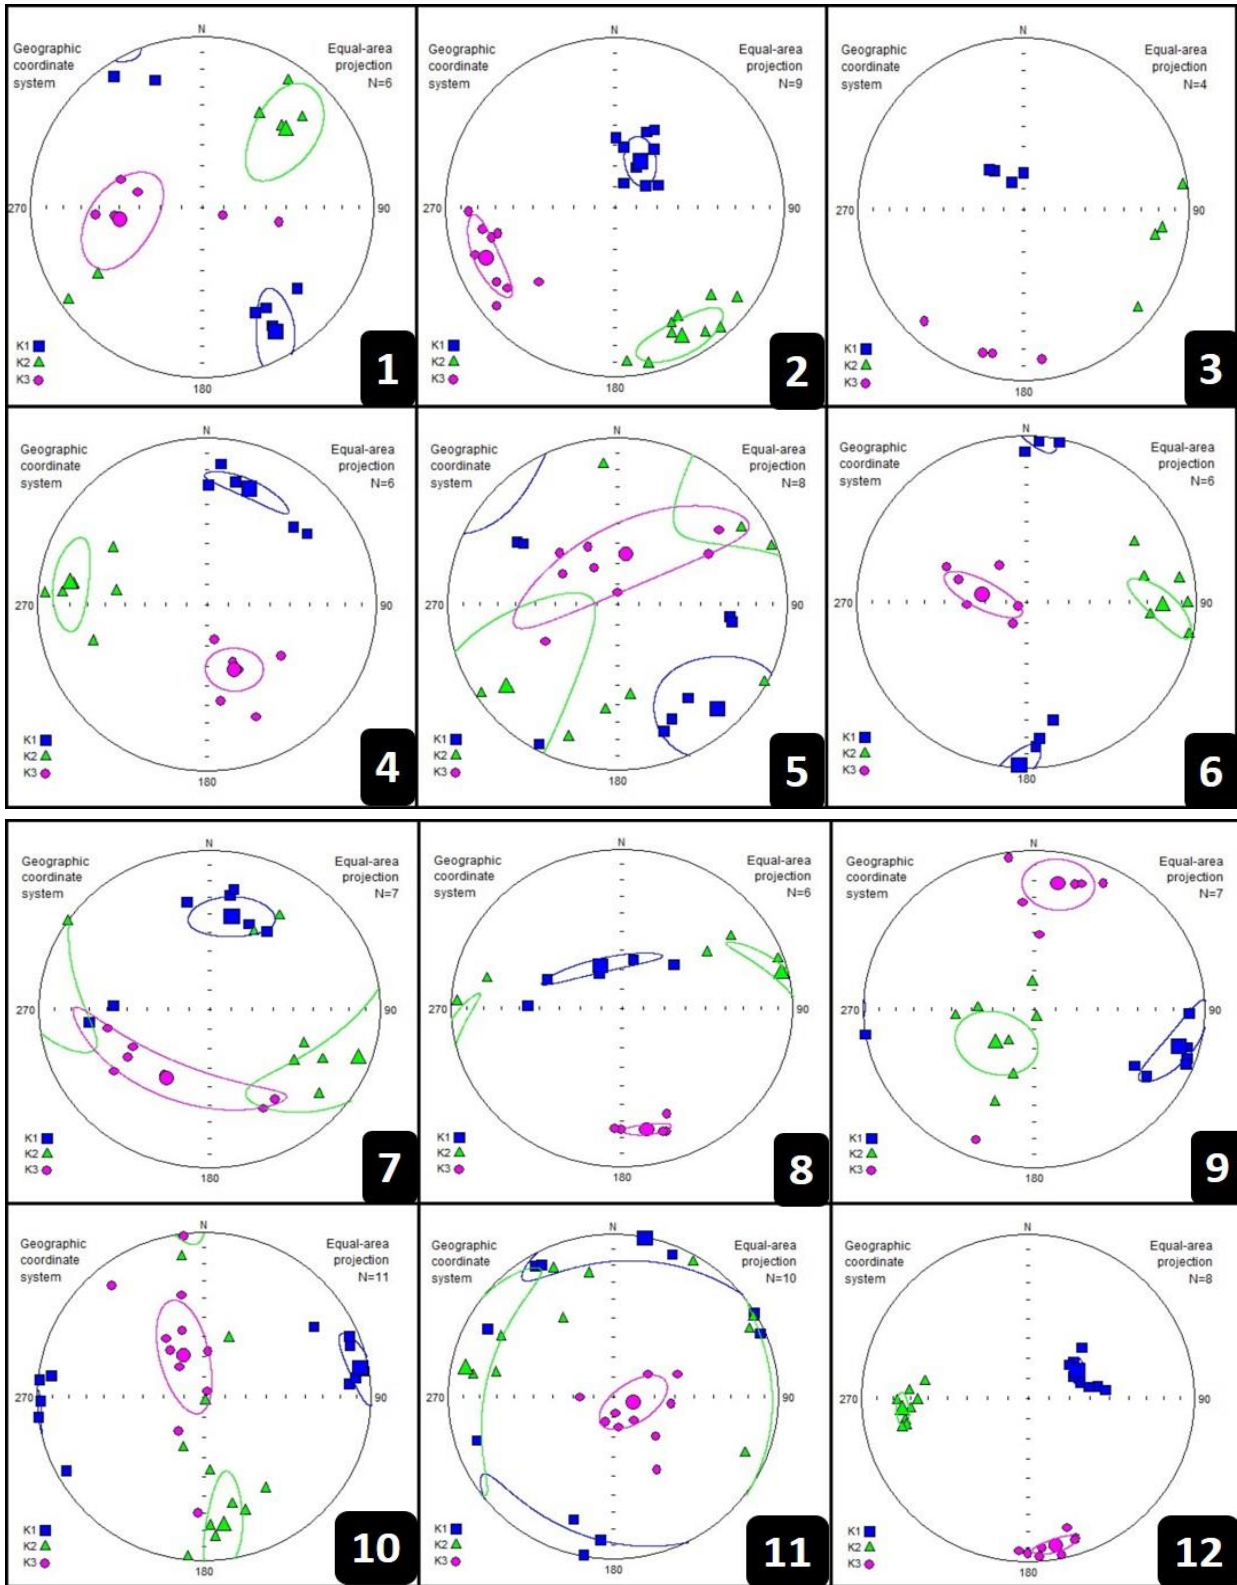 N
Geographic
coordinate
system
Equal-area
projection
N=6
270
90
180
K1
K2
K3
1
N
Geographic
coordinate
system
Equal-area
projection
N=9
270
90
180
K1
K2
K3
2
N
Geographic
coordinate
system
Equal-area
projection
N=4
270
90
180
K1
K2
K3
3
N
Geographic
coordinate
system
Equal-area
projection
N=6
270
90
180
K1
K2
K3
4
N
Geographic
coordinate
system
Equal-area
projection
N=8
270
90
180
K1
K2
K3
5
N
Geographic
coordinate
system
Equal-area
projection
N=6
270
90
180
K1
K2
K3
6
N
Geographic
coordinate
system
Equal-area
projection
N=7
270
90
180
K1
K2
K3
7
N
Geographic
coordinate
system
Equal-area
projection
N=6
270
90
180
K1
K2
K3
8
N
Geographic
coordinate
system
Equal-area
projection
N=7
270
90
180
K1
K2
K3
9
N
Geographic
coordinate
system
Equal-area
projection
N=11
270
90
180
K1
K2
K3
10
N
Geographic
coordinate
system
Equal-area
projection
N=10
270
90
180
K1
K2
K3
11
N
Geographic
coordinate
system
Equal-area
projection
N=8
270
90
180
K1
K2
K3
12